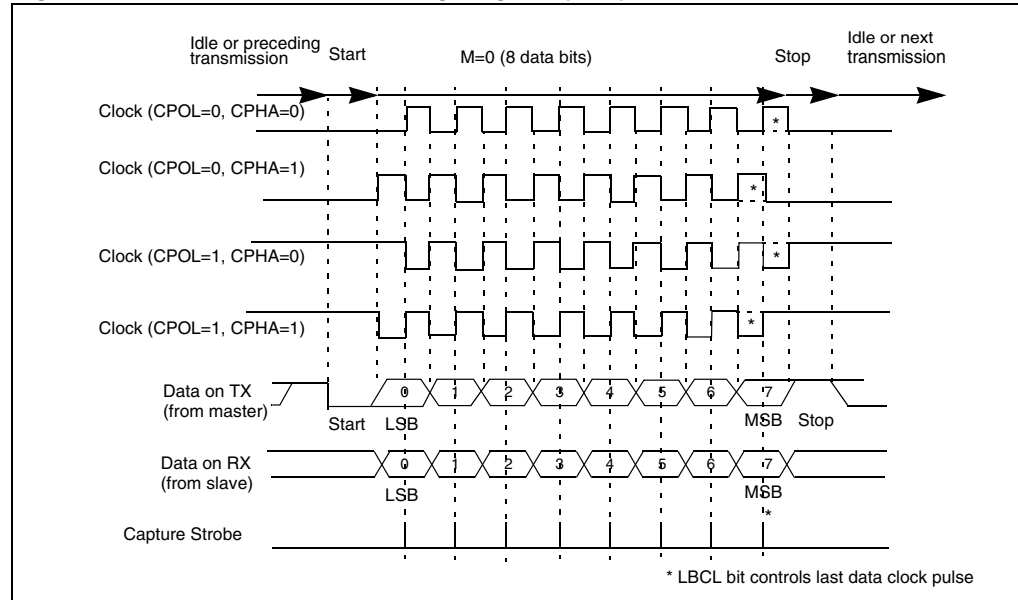 Idle or preceding transmission
Start
M=0 (8 data bits)
Stop
Idle or next transmission
Clock (CPOL=0, CPHA=0)
*
Clock (CPOL=0, CPHA=1)
*
Clock (CPOL=1, CPHA=0)
*
Clock (CPOL=1, CPHA=1)
*
Data on TX (from master)
0 1 2 3 4 5 6 7
Start LSB MSB Stop
Data on RX (from slave)
0 1 2 3 4 5 6 7
LSB MSB
*
Capture Strobe
* LBCL bit controls last data clock pulse